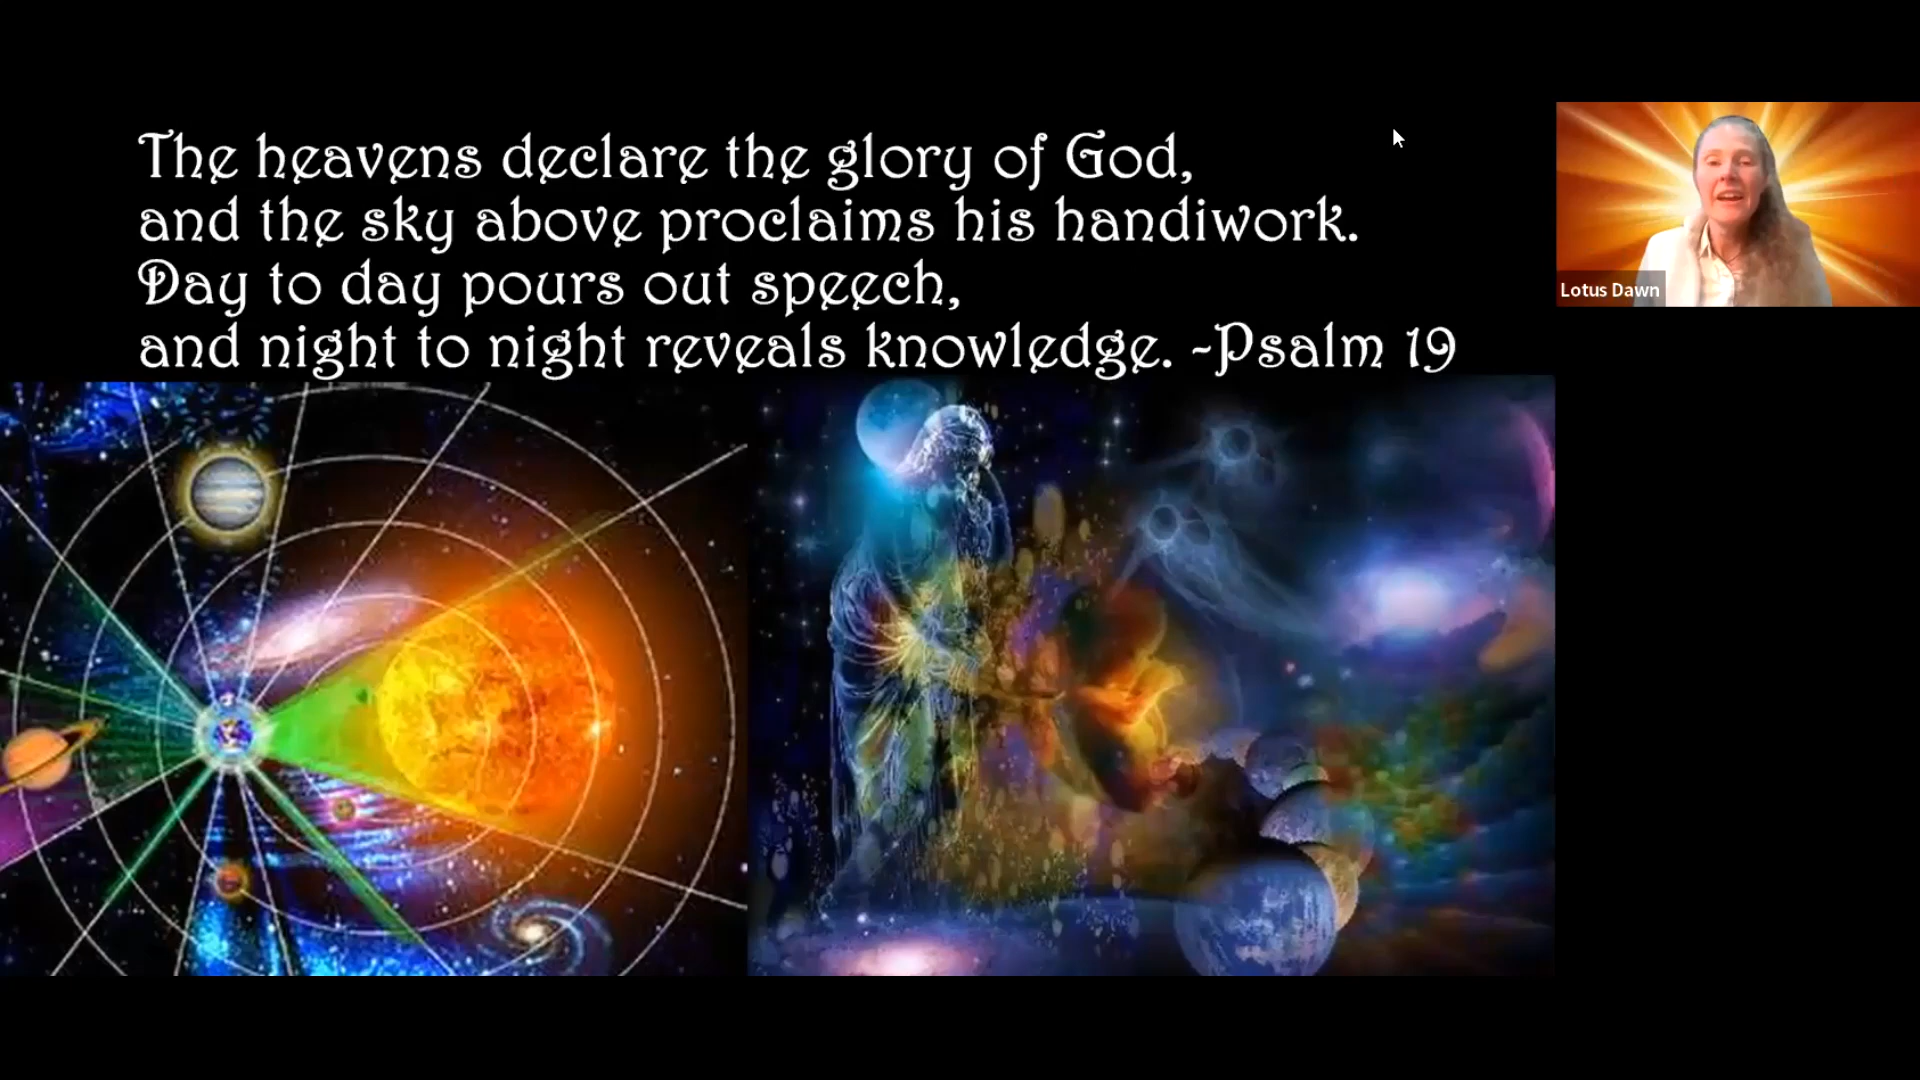 The heavens declare the glory of God,
and the sky above proclaims his handiwork.
Day to day pours out speech,
and night to night reveals knowledge. -Psalm 19
Lotus Dawn